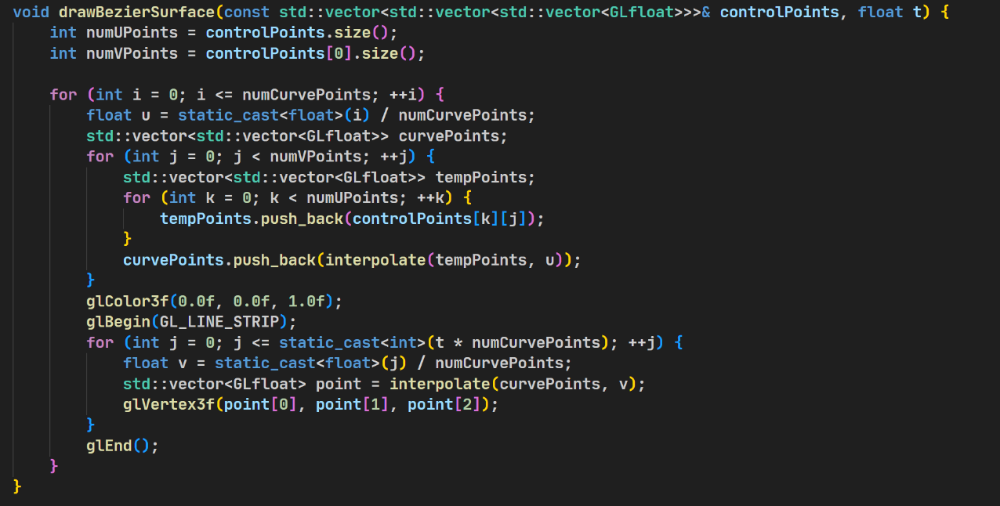 void drawBezierSurface(const std::vector<std::vector<std::vector<GLfloat>>>& controlPoints, float t) {
    int numUPoints = controlPoints.size();
    int numVPoints = controlPoints[0].size();

    for (int i = 0; i <= numCurvePoints; ++i) {
        float u = static_cast<float>(i) / numCurvePoints;
        std::vector<std::vector<GLfloat>> curvePoints;
        for (int j = 0; j < numVPoints; ++j) {
            std::vector<std::vector<GLfloat>> tempPoints;
            for (int k = 0; k < numUPoints; ++k) {
                tempPoints.push_back(controlPoints[k][j]);
            }
            curvePoints.push_back(interpolate(tempPoints, u));
        }
        glColor3f(0.0f, 0.0f, 1.0f);
        glBegin(GL_LINE_STRIP);
        for (int j = 0; j <= static_cast<int>(t * numCurvePoints); ++j) {
            float v = static_cast<float>(j) / numCurvePoints;
            std::vector<GLfloat> point = interpolate(curvePoints, v);
            glVertex3f(point[0], point[1], point[2]);
        }
        glEnd();
    }
}